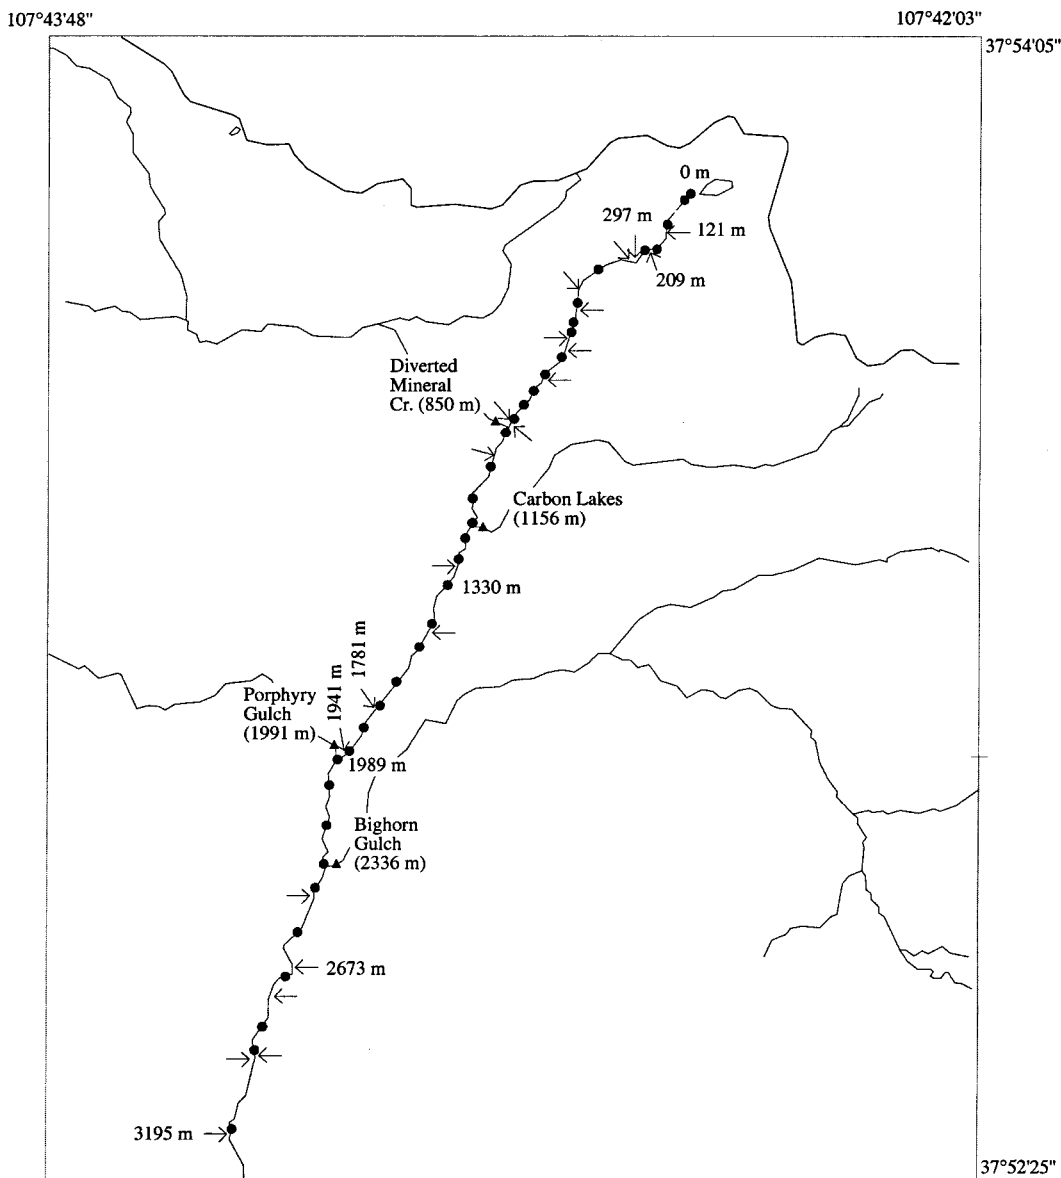 107°43'48"
107°42'03"
37°54'05"
0 m
297 m
121 m
209 m
Diverted
Mineral
Cr. (850 m)
Carbon Lakes
(1156 m)
1330 m
1781 m
1941 m
Porphyry
Gulch
(1991 m)
1989 m
Bighorn
Gulch
(2336 m)
2673 m
3195 m
37°52'25"